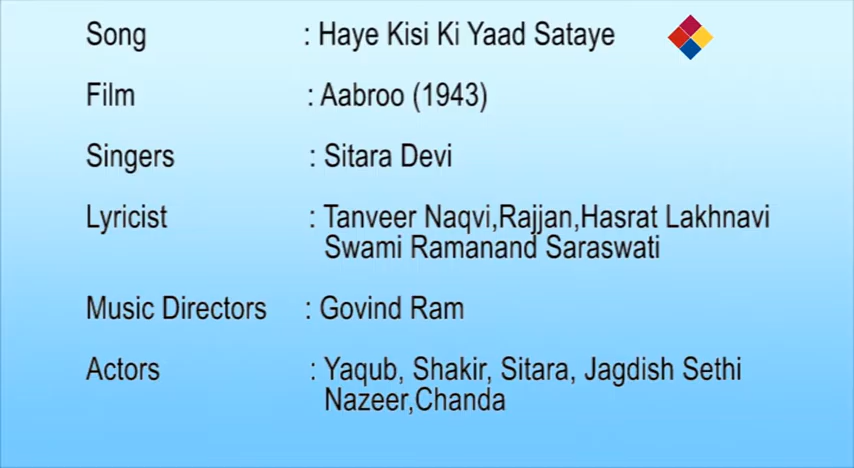 Song : Haye Kisi Ki Yaad Sataye
Film : Aabroo (1943)
Singers : Sitara Devi
Lyricist : Tanveer Naqvi,Rajjan,Hasrat Lakhnavi
Swami Ramanand Saraswati
Music Directors : Govind Ram
Actors : Yaqub, Shakir, Sitara, Jagdish Sethi
Nazeer,Chanda